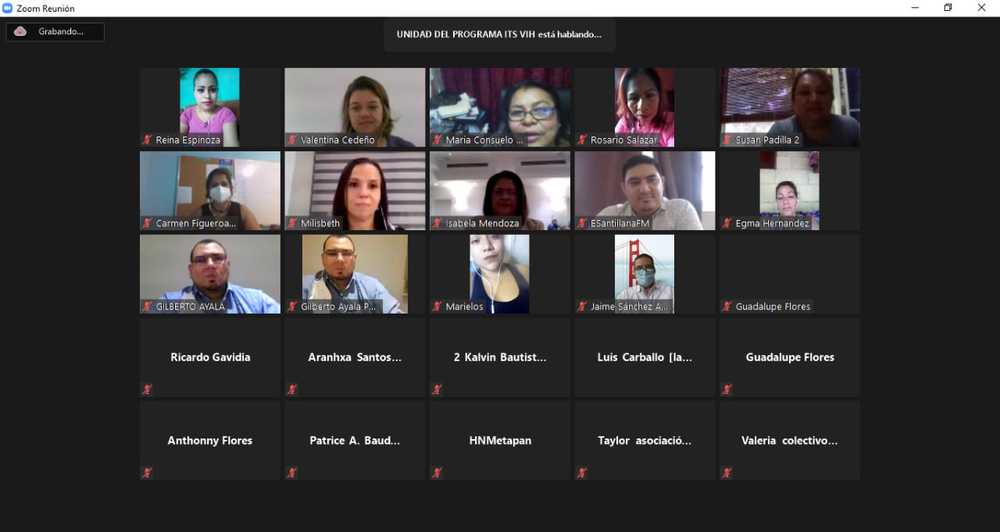 Zoom Reunión
Grabando...
UNIDAD DEL PROGRAMA ITS VIH está hablando...
Reina Espinoza
Valentina Cedeño
Maria Consuelo ...
Rosario Salazar
Susan Padilla 2
Carmen Figueroa...
Milisbeth
Isabela Mendoza
ESantillanaFM
Egma Hernandez
GILBERTO AYALA
Gilberto Ayala P...
Marielos
Jaime Sánchez A...
Guadalupe Flores
Ricardo Gavidia
Aranhxa Santos...
2 Kalvin Bautist...
Luis Carballo [la...
Guadalupe Flores
Anthonny Flores
Patrice A. Baud...
HNMetapan
Taylor asociació...
Valeria colectivo...